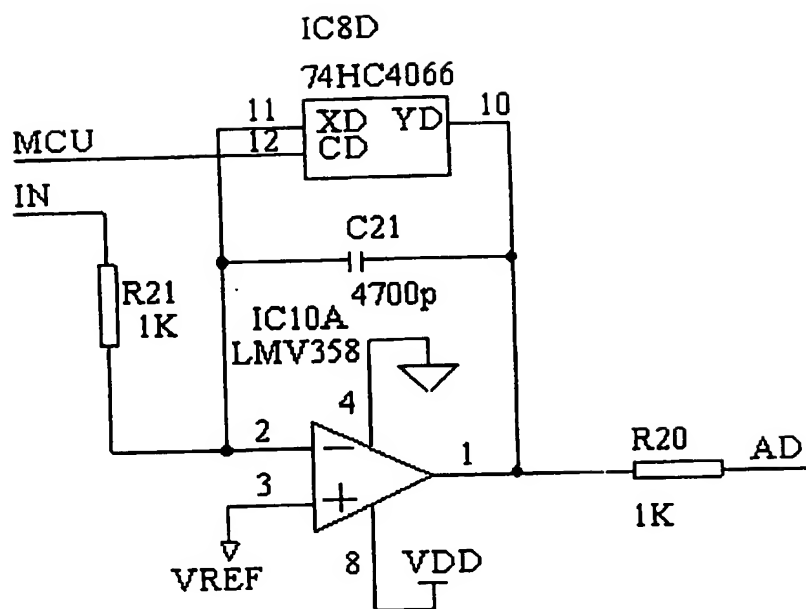 IC8D
74HC4066
11
XD YD
10
MCU
12
CD
IN
C21
R21
4700p
1K
IC10A
LMV358
4
2
1
R20
AD
3
1K
VREF
8
VDD